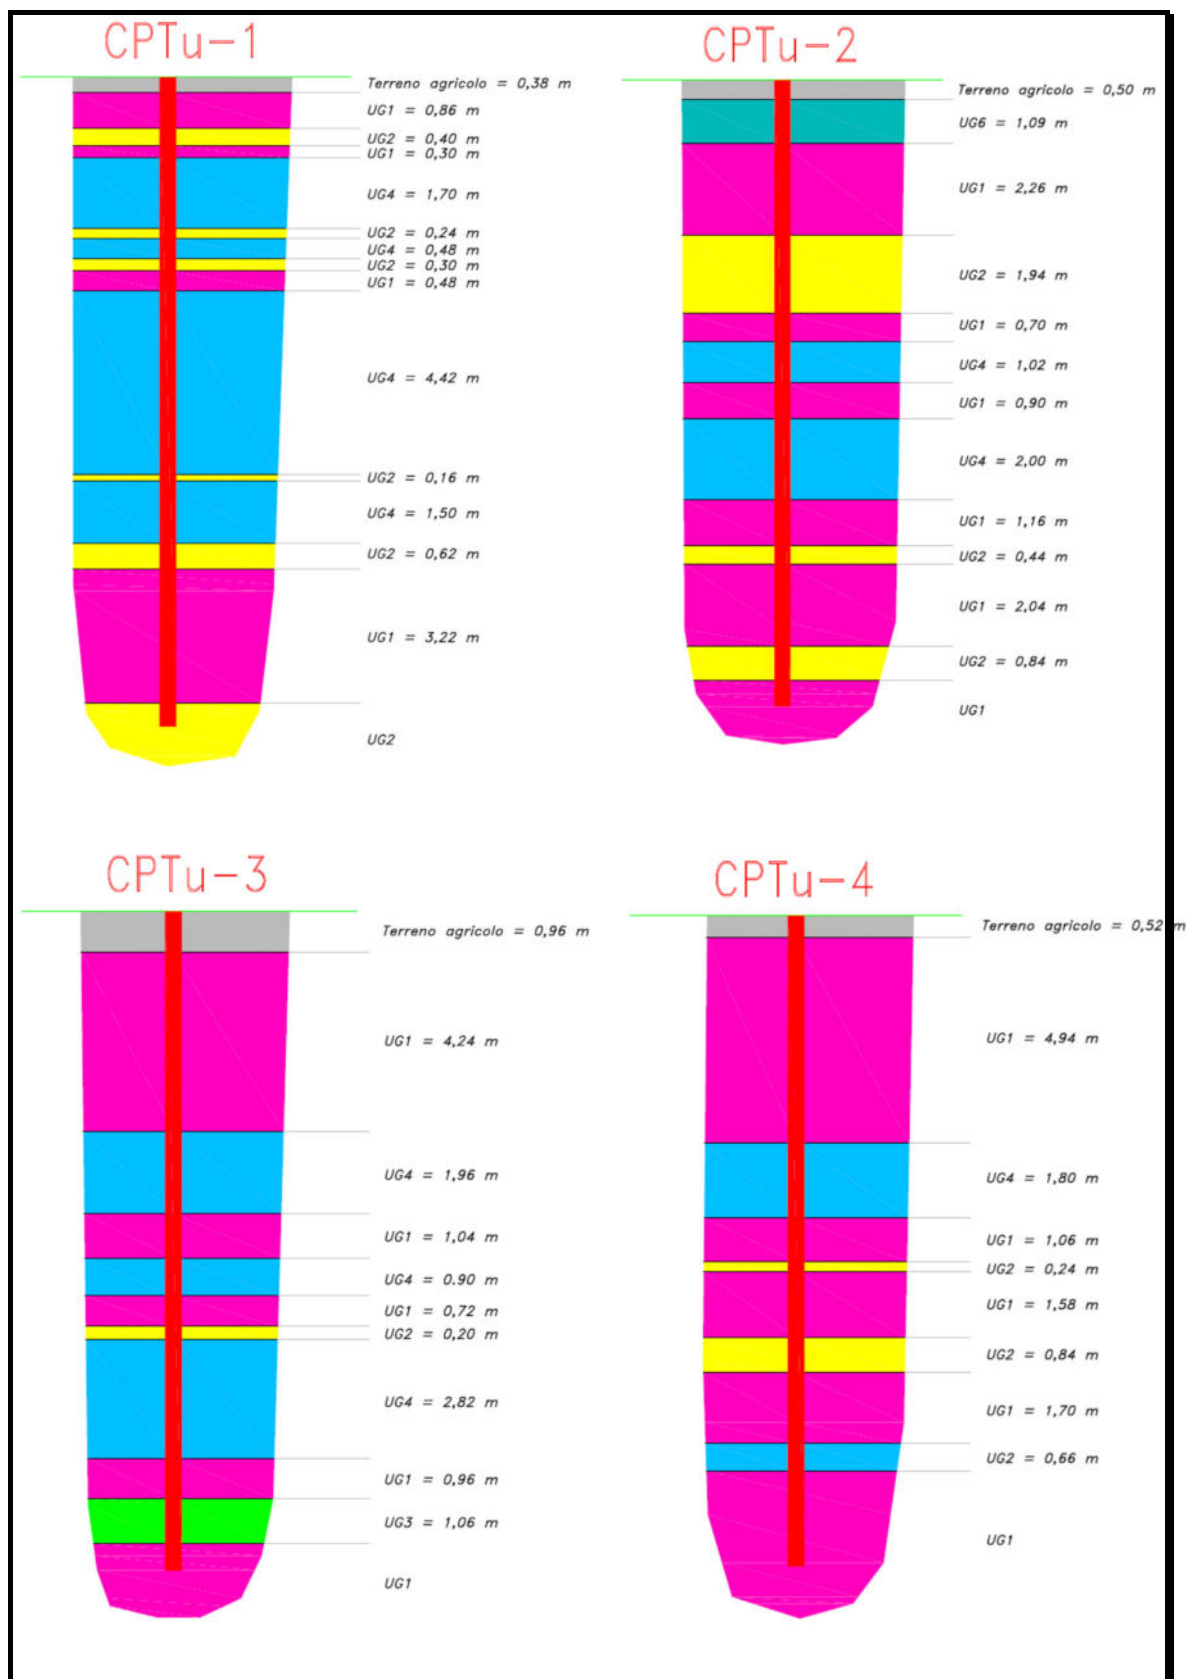 CPTu-1
Terreno agricolo = 0,38 m
UG1 = 0,86 m
UG2 = 0,40 m
UG1 = 0,30 m
UG4 = 1,70 m
UG2 = 0,24 m
UG4 = 0,48 m
UG2 = 0,30 m
UG1 = 0,48 m
UG4 = 4,42 m
UG2 = 0,16 m
UG4 = 1,50 m
UG2 = 0,62 m
UG1 = 3,22 m
UG2
CPTu-2
Terreno agricolo = 0,50 m
UG6 = 1,09 m
UG1 = 2,26 m
UG2 = 1,94 m
UG1 = 0,70 m
UG4 = 1,02 m
UG1 = 0,90 m
UG4 = 2,00 m
UG1 = 1,16 m
UG2 = 0,44 m
UG1 = 2,04 m
UG2 = 0,84 m
UG1
CPTu-3
Terreno agricolo = 0,96 m
UG1 = 4,24 m
UG4 = 1,96 m
UG1 = 1,04 m
UG4 = 0.90 m
UG1 = 0,72 m
UG2 = 0,20 m
UG4 = 2,82 m
UG1 = 0,96 m
UG3 = 1,06 m
UG1
CPTu-4
Terreno agricolo = 0,52 m
UG1 = 4,94 m
UG4 = 1,80 m
UG1 = 1,06 m
UG2 = 0,24 m
UG1 = 1,58 m
UG2 = 0,84 m
UG1 = 1,70 m
UG2 = 0,66 m
UG1